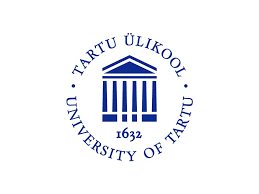 TARTU ÜLIKOOL
1632
· UNIVERSITY OF TARTU ·